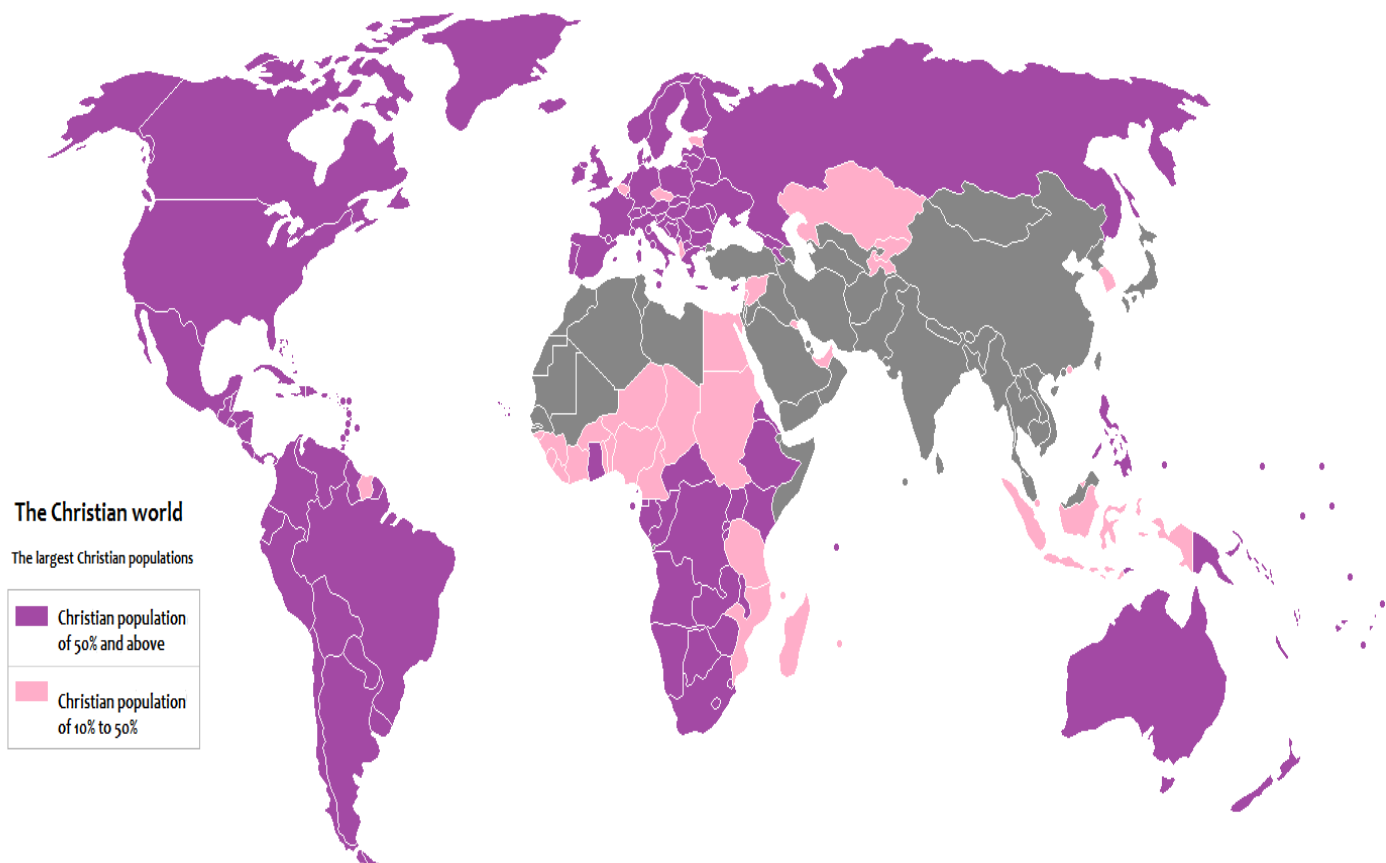 The Christian world
The largest Christian populations
Christian population
of 50% and above
Christian population
of 10% to 50%